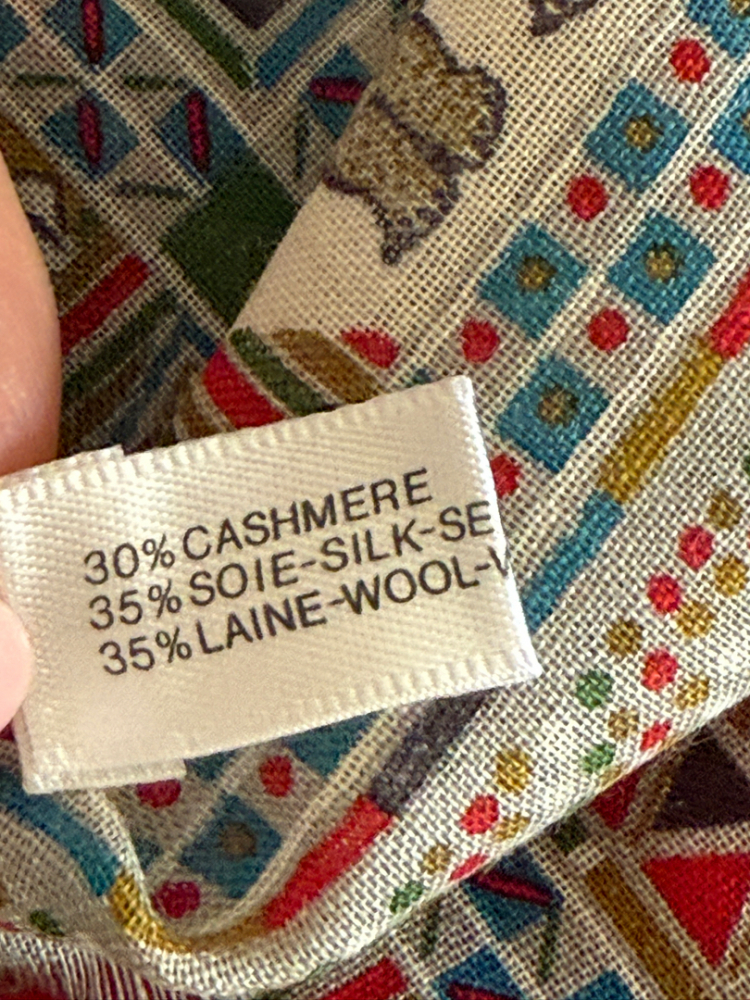 30% CASHMERE
35% SOIE-SILK-SE
35% LAINE-WOOL-